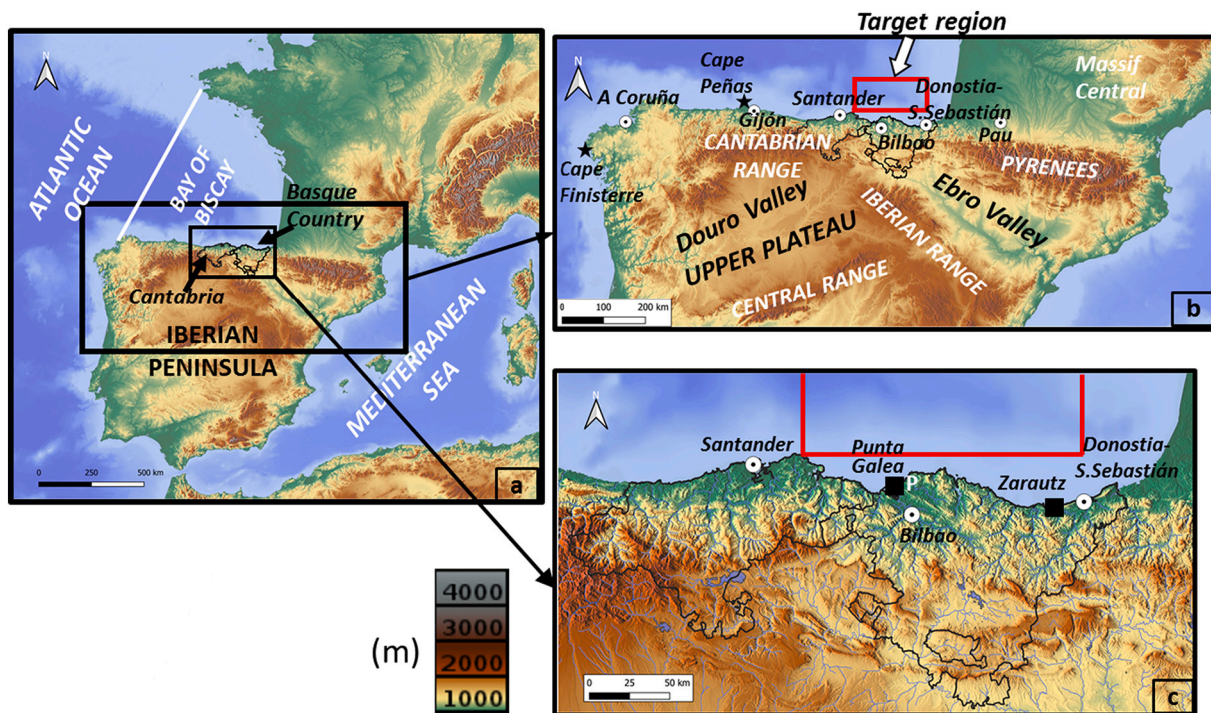 N
ATLANTIC
OCEAN
BAY OF
BISCAY
Basque
Country
Cantabria
IBERIAN
PENINSULA
MEDITERRANEAN
SEA
0 250 500 km
a
Target region
N
Cape
Peñas
A Coruña
Gijón
Santander
Donostia-
S.Sebastián
Massif
Central
Bilbao
Pau
Cape
Finisterre
CANTABRIAN
RANGE
PYRENEES
Douro Valley
UPPER PLATEAU
IBERIAN RANGE
Ebro Valley
CENTRAL RANGE
0 100 200 km
b
N
Santander
Punta
Galea
P
Donostia-
S.Sebastián
Zarautz
Bilbao
0 25 50 km
c
(m)
4000
3000
2000
1000